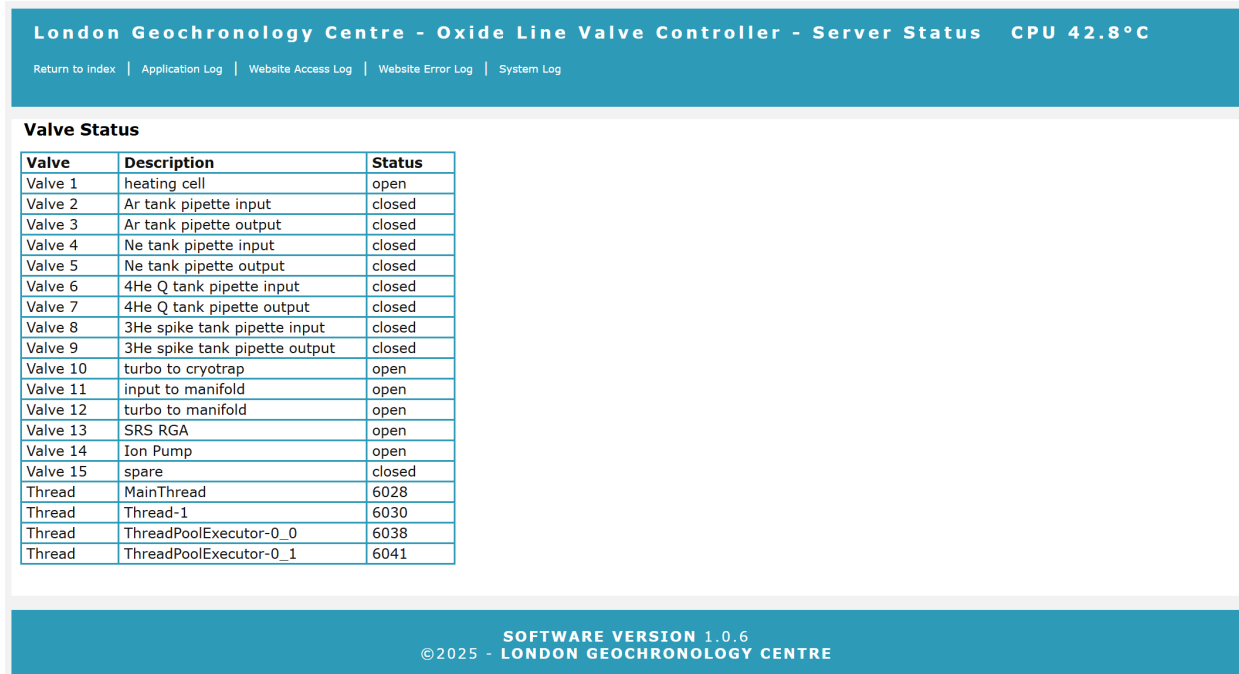 London Geochronology Centre - Oxide Line Valve Controller - Server Status CPU 42.8°C
Return to index | Application Log | Website Access Log | Website Error Log | System Log
Valve Status
Valve Description Status
Valve 1 heating cell open
Valve 2 Ar tank pipette input closed
Valve 3 Ar tank pipette output closed
Valve 4 Ne tank pipette input closed
Valve 5 Ne tank pipette output closed
Valve 6 4He Q tank pipette input closed
Valve 7 4He Q tank pipette output closed
Valve 8 3He spike tank pipette input closed
Valve 9 3He spike tank pipette output closed
Valve 10 turbo to cryotrap open
Valve 11 input to manifold open
Valve 12 turbo to manifold open
Valve 13 SRS RGA open
Valve 14 Ion Pump open
Valve 15 spare closed
Thread MainThread 6028
Thread Thread-1 6030
Thread ThreadPoolExecutor-0_0 6038
Thread ThreadPoolExecutor-0_1 6041
SOFTWARE VERSION 1.0.6
©2025 - LONDON GEOCHRONOLOGY CENTRE